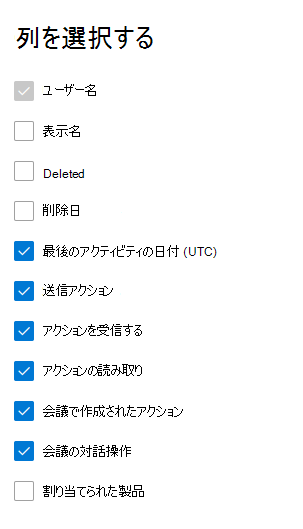 列を選択する
ユーザー名
表示名
Deleted
削除日
最後のアクティビティの日付 (UTC)
送信アクション
アクションを受信する
アクションの読み取り
会議で作成されたアクション
会議の対話操作
割り当てられた製品